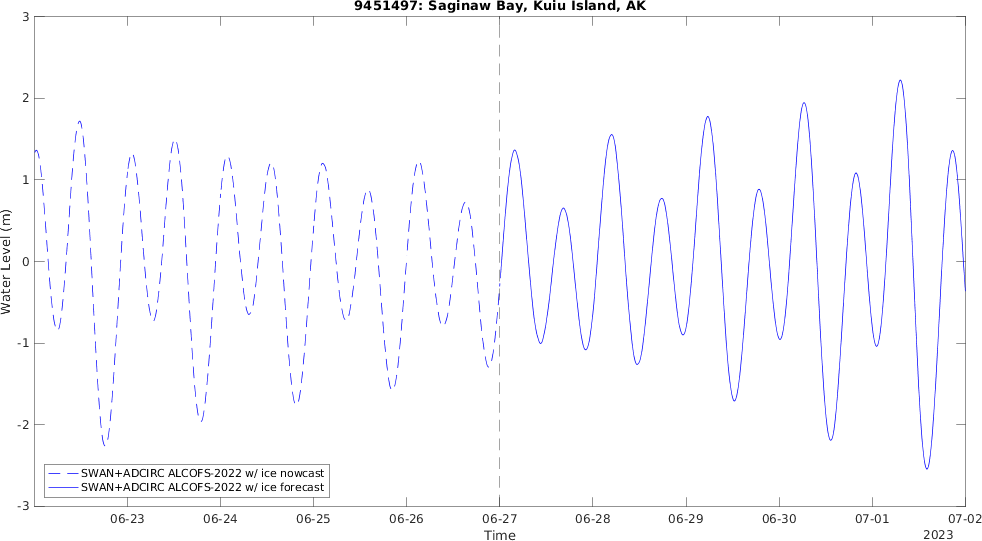 9451497: Saginaw Bay, Kuiu Island, AK
3
2
1
0
-1
-2
-3
Water Level (m)
SWAN+ADCIRC ALCOFS-2022 w/ ice nowcast
SWAN+ADCIRC ALCOFS-2022 w/ ice forecast
06-23 06-24 06-25 06-26 06-27 06-28 06-29 06-30 07-01 07-02
Time
2023